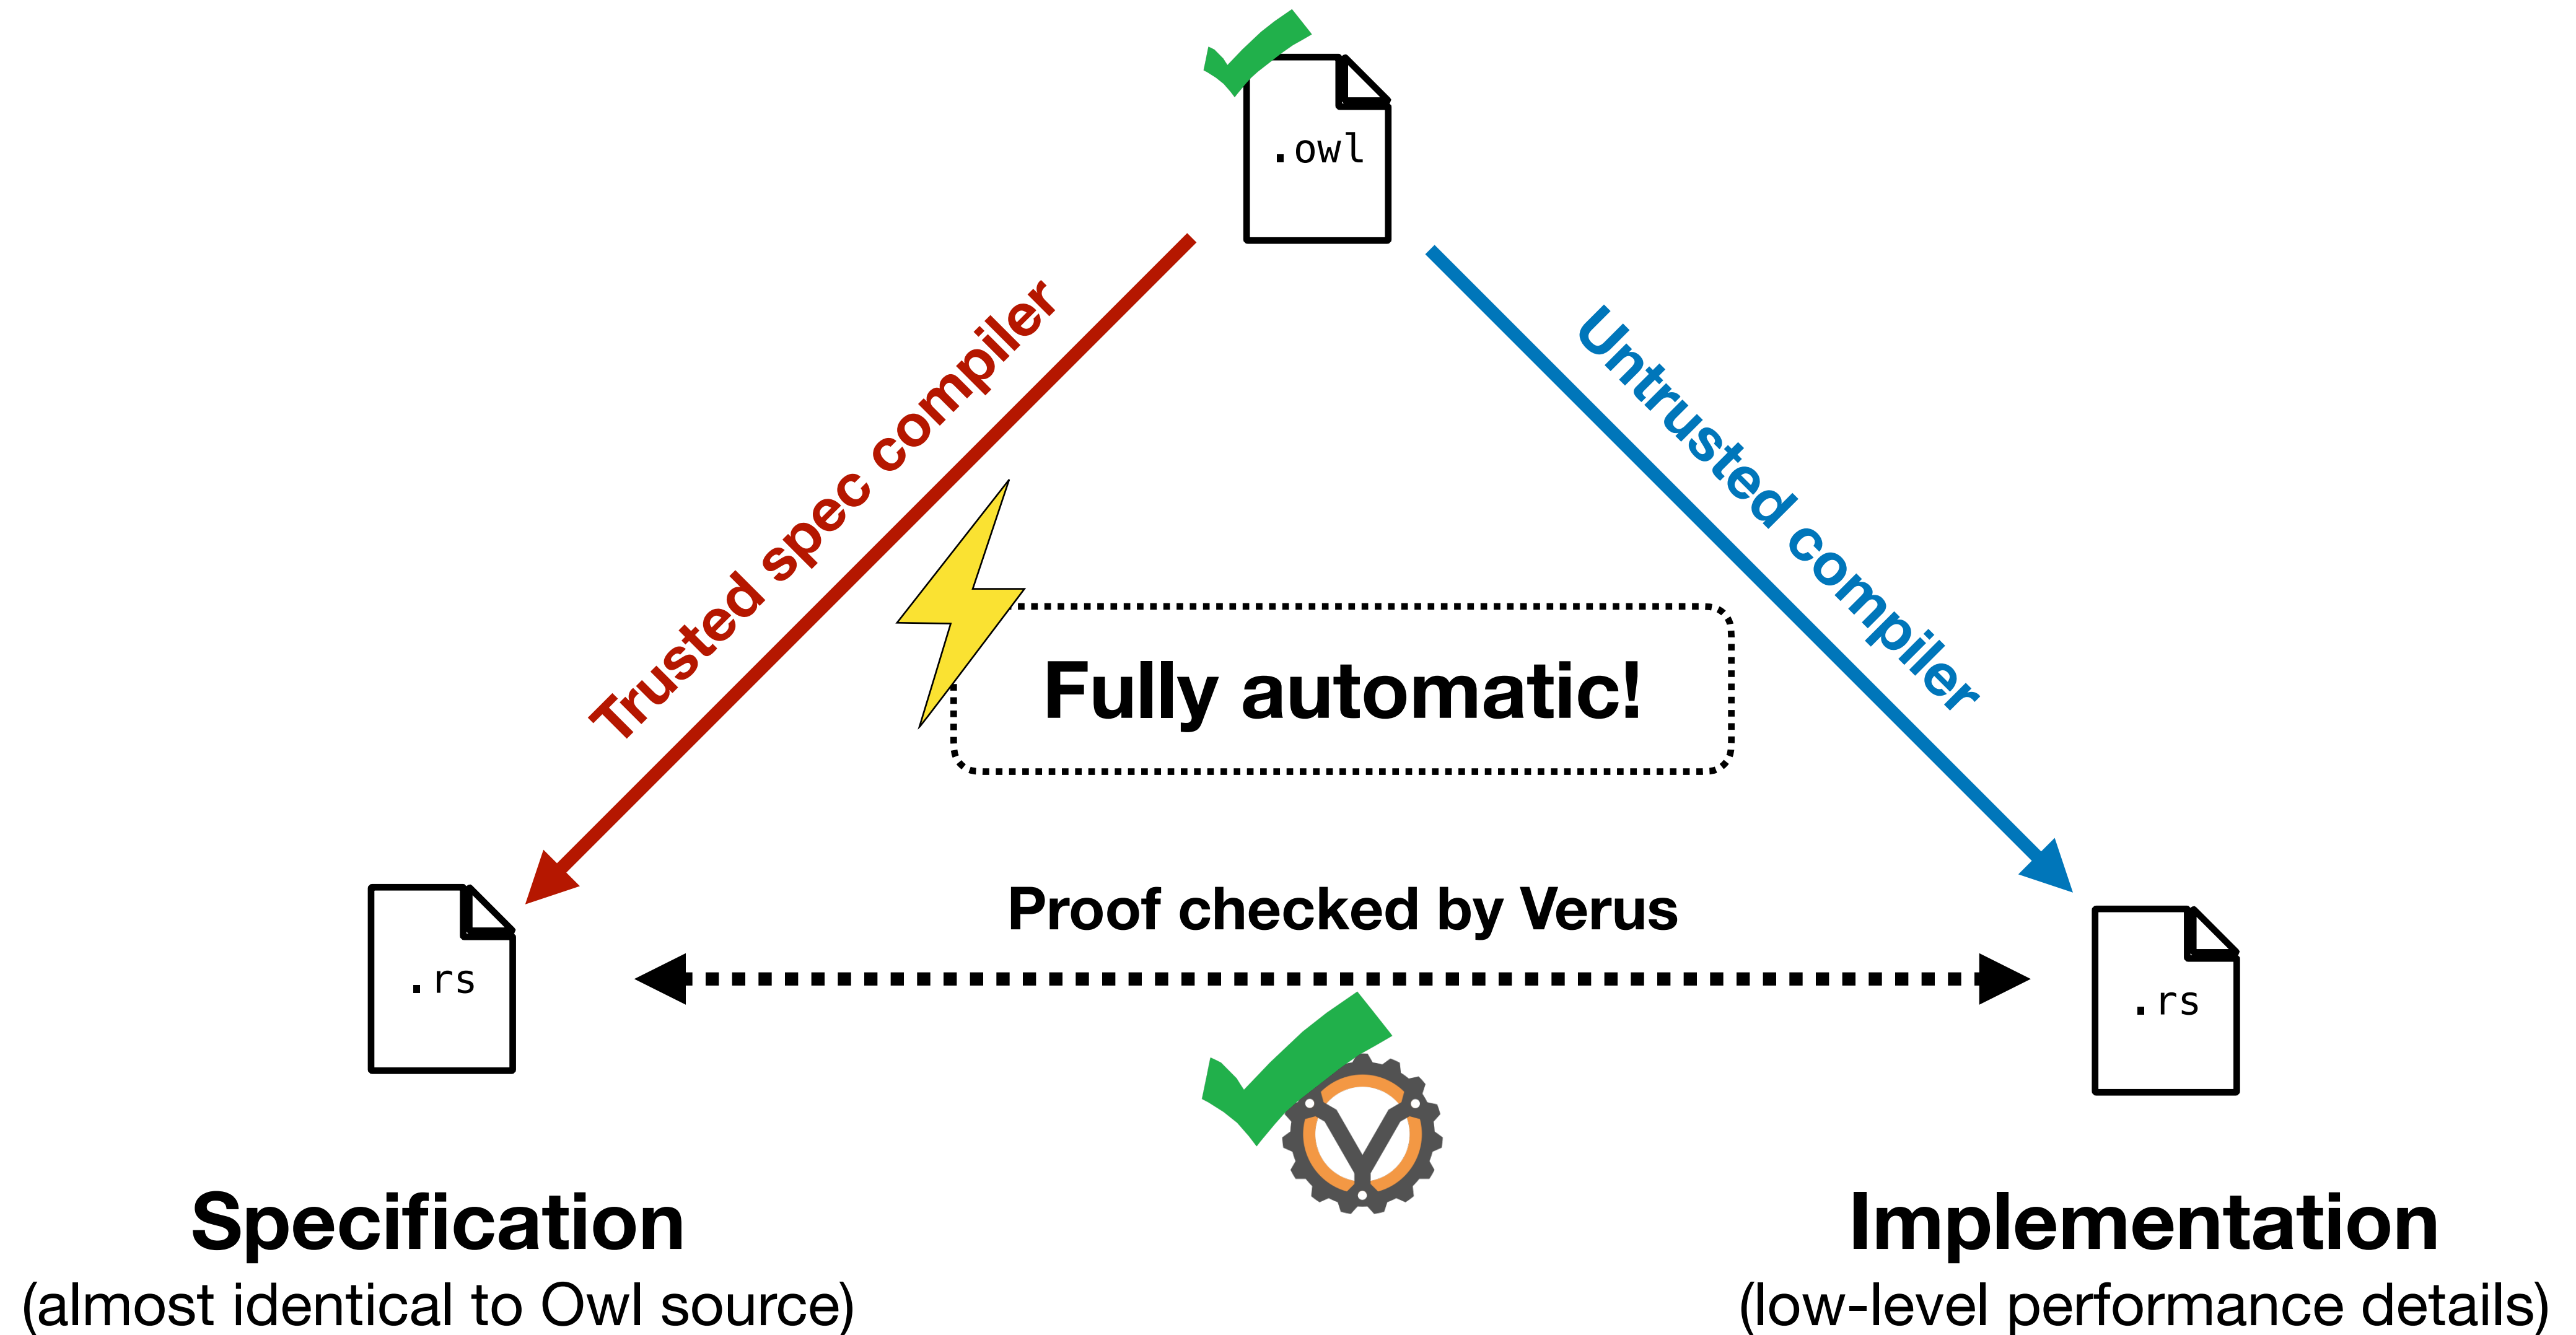 .owl
Trusted spec compiler
Untrusted compiler
Fully automatic!
Proof checked by Verus
.rs
.rs
Specification
(almost identical to Owl source)
Implementation
(low-level performance details)